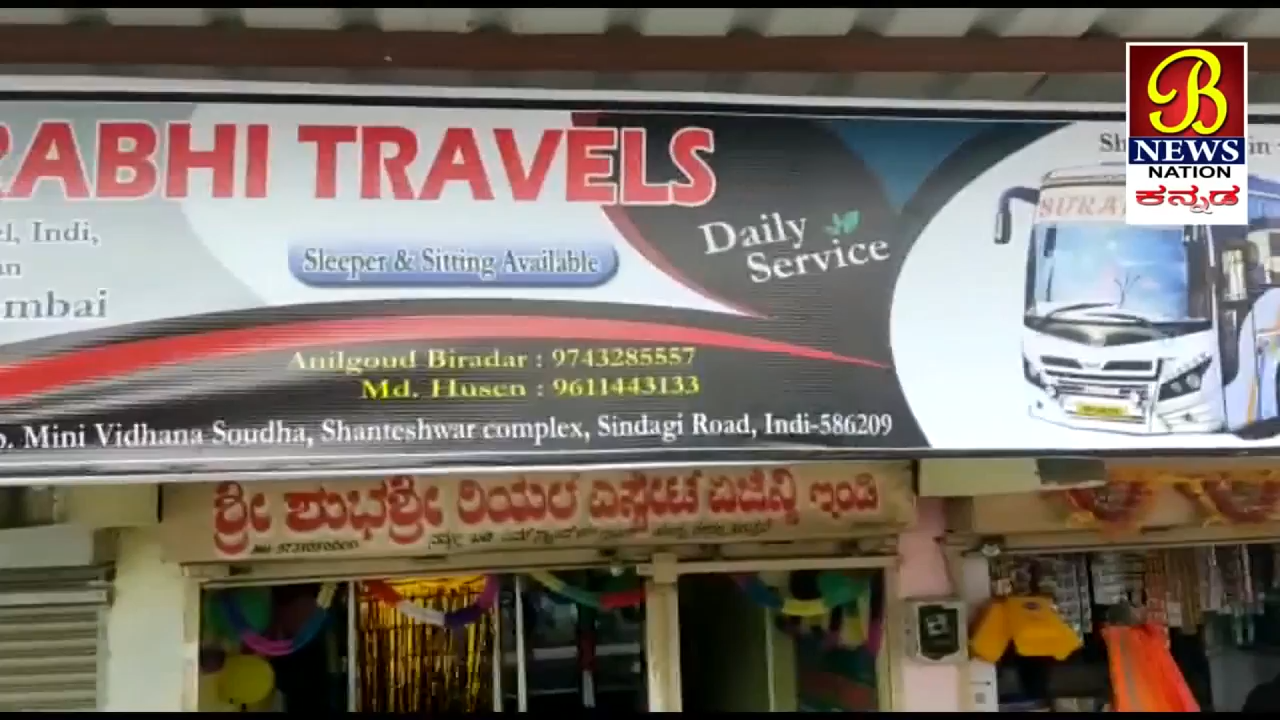 RABHI TRAVELS
Indi,
Sleeper & Sitting Available
Daily
Service
mbai
Anilgoud Biradar : 9743285557
Md. Husen : 9611443133
Mini Vidhana Soudha, Shanteshwar complex, Sindagi Road, Indi-586209
B
NEWS
NATION
ಕನ್ನಡ
ಶ್ರೀ ಶುಭಶ್ರೀ ರಿಯಲ ಎಸ್ಟೇಟ ಏಜೆನ್ಸಿ ಇಂಡಿ